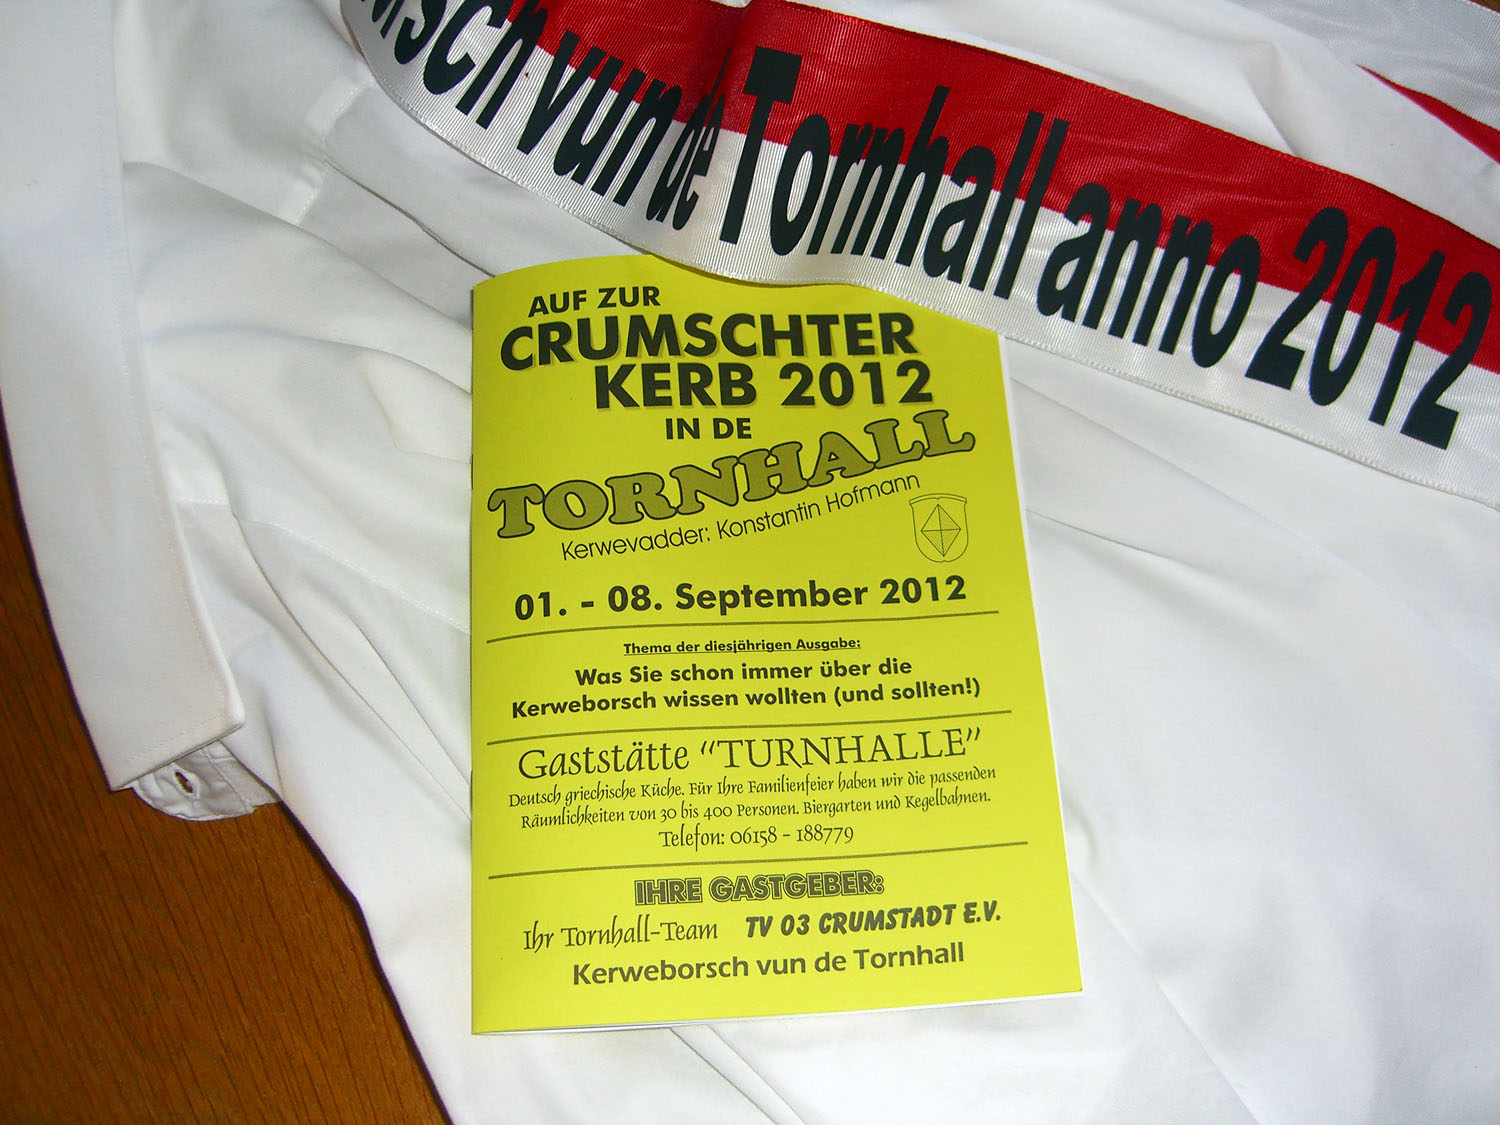 vun de Tornhall anno 2012
AUF ZUR
CRUMSCHTER
KERB 2012
IN DE
TORNHALL
Kerwevadder: Konstantin Hofmann
01. - 08. September 2012
Thema der diesjährigen Ausgabe:
Was Sie schon immer über die
Kerweborsch wissen wollten (und sollten!)
Gaststätte "TURNHALLE"
Deutsch griechische Küche. Für Ihre Familienfeier haben wir die passenden
Räumlichkeiten von 30 bis 400 Personen. Biergarten und Kegelbahnen.
Telefon: 06158 - 188779
IHRE GASTGEBER:
Ihr Tornhall-Team TV 03 CRUMSTADT E.V.
Kerweborsch vun de Tornhall